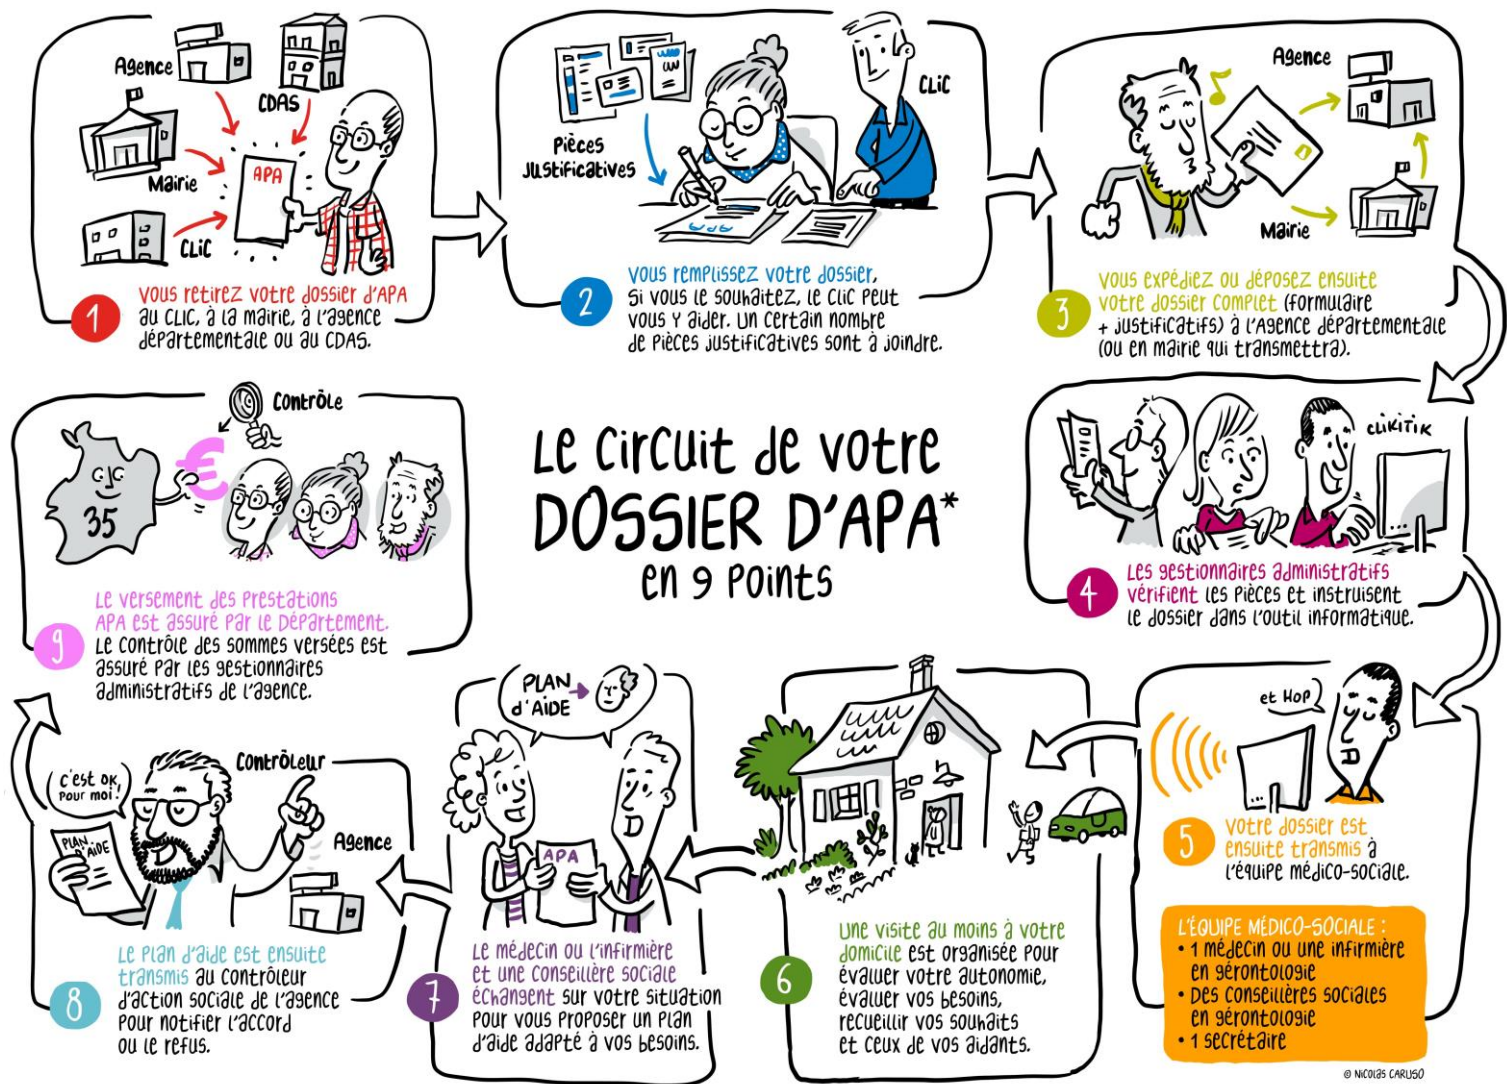 Agence
CDAS
Mairie
CLIC
APA
1
Vous retirez votre dossier d'APA
au CLIC, à la mairie, à l'agence
départementale ou au CDAS.
Pièces
justificatives
CLIC
2
Vous remplissez votre dossier,
si vous le souhaitez, le CLIC peut
vous y aider. Un certain nombre
de pièces justificatives sont à joindre.
Agence
Mairie
3
Vous expédiez ou déposez ensuite
votre dossier complet (formulaire
+ justificatifs) à l'Agence départementale
(ou en mairie qui transmettra).
Le circuit de votre
DOSSIER D'APA*
en 9 points
CLIKITIK
4
Les gestionnaires administratifs
vérifient les pièces et instruisent
le dossier dans l'outil informatique.
et HOP
5
Votre dossier est
ensuite transmis à
l'équipe médico-sociale.
L'ÉQUIPE MÉDICO-SOCIALE :
• 1 médecin ou une infirmière
en gérontologie
• Des conseillères sociales
en gérontologie
• 1 secrétaire
6
Une visite au moins à votre
domicile est organisée pour
évaluer votre autonomie,
évaluer vos besoins,
recueillir vos souhaits
et ceux de vos aidants.
PLAN
d'AIDE
APA
7
Le médecin ou l'infirmière
et une conseillère sociale
échangent sur votre situation
pour vous proposer un plan
d'aide adapté à vos besoins.
C'est OK
pour moi !
PLAN
D'AIDE
Contrôleur
Agence
8
Le plan d'aide est ensuite
transmis au contrôleur
d'action sociale de l'agence
pour notifier l'accord
ou le refus.
Contrôle
€
35
9
Le versement des prestations
APA est assuré par le Département.
Le contrôle des sommes versées est
assuré par les gestionnaires
administratifs de l'agence.
© NICOLAS CARUSO